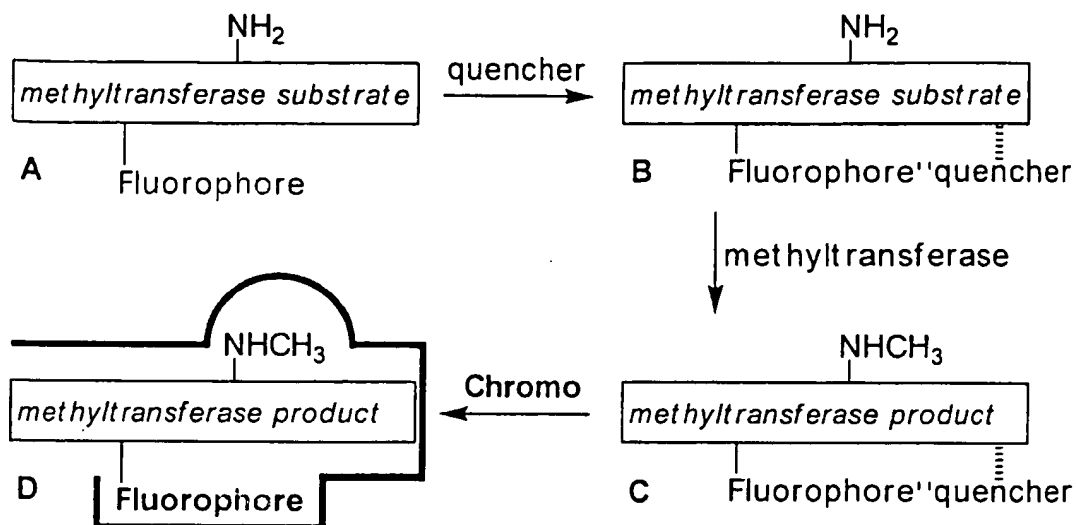 NH2
methyltransferase substrate
A
Fluorophore
quencher
NH2
methyltransferase substrate
B
Fluorophore''quencher
methyltransferase
NHCH3
methyltransferase product
D
Fluorophore
Chromo
NHCH3
methyltransferase product
C
Fluorophore''quencher